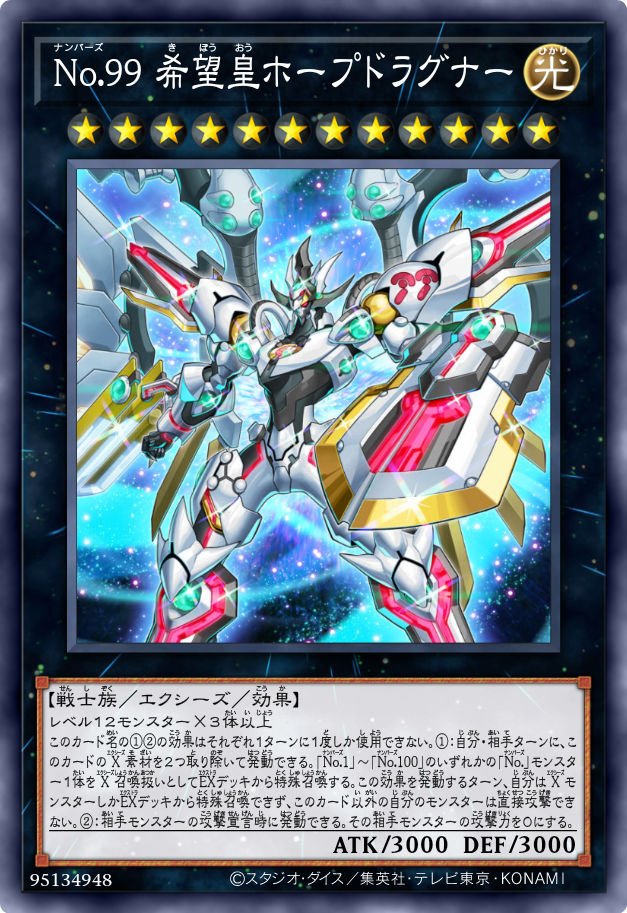 No.99 希望皇ホープドラグナー
光
99
【戦士族／エクシーズ／効果】
レベル12モンスター×3体以上
このカード名の①②の効果はそれぞれ1ターンに1度しか使用できない。①：自分・相手ターンに、こ
のカードのX素材を2つ取り除いて発動できる。「No.1」～「No.100」のいずれかの「No.」モンスタ
ー1体をX召喚扱いとしてEXデッキから特殊召喚する。この効果を発動するターン、自分はXモ
ンスターしかEXデッキから特殊召喚できず、このカード以外の自分のモンスターは直接攻撃でき
ない。②：相手モンスターの攻撃宣言時に発動できる。その相手モンスターの攻撃力を0にする。
ATK/3000 DEF/3000
95134948
©スタジオ・ダイス／集英社・テレビ東京・KONAMI